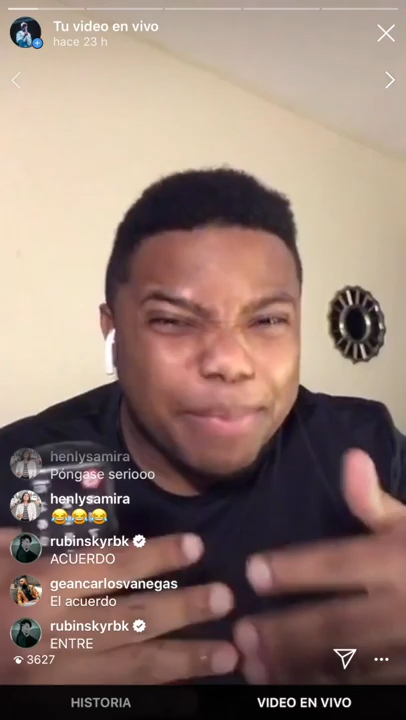 Tu video en vivo
hace 23 h
henlysamira
Póngase seriooo
henlysamira
😂😂😂
rubinskyrbk
ACUERDO
geancarlosvanegas
El acuerdo
rubinskyrbk
ENTRE
3627
HISTORIA
VIDEO EN VIVO